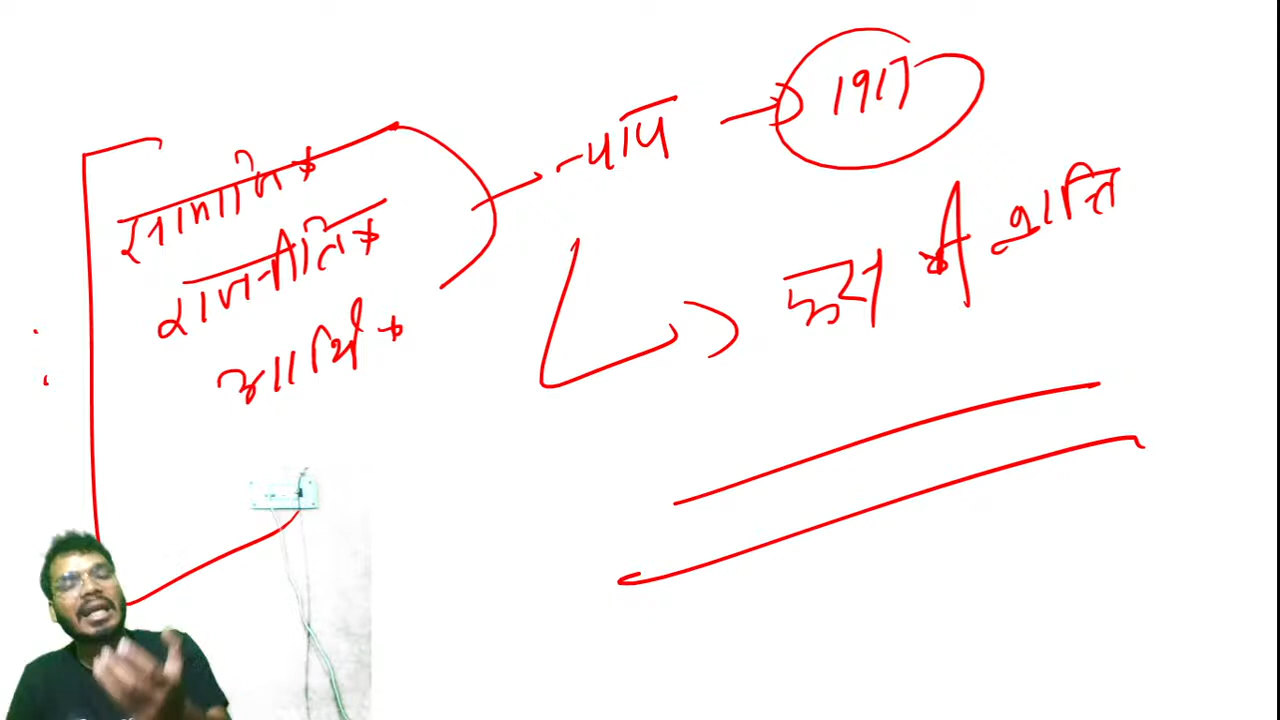 सामाजिक
राजनीतिक
आर्थिक
न्याय
1917
रूस में क्रान्ति